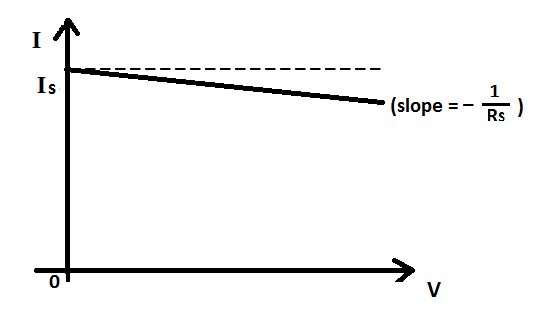 I
Is
(slope = − 1/Rs )
0
V